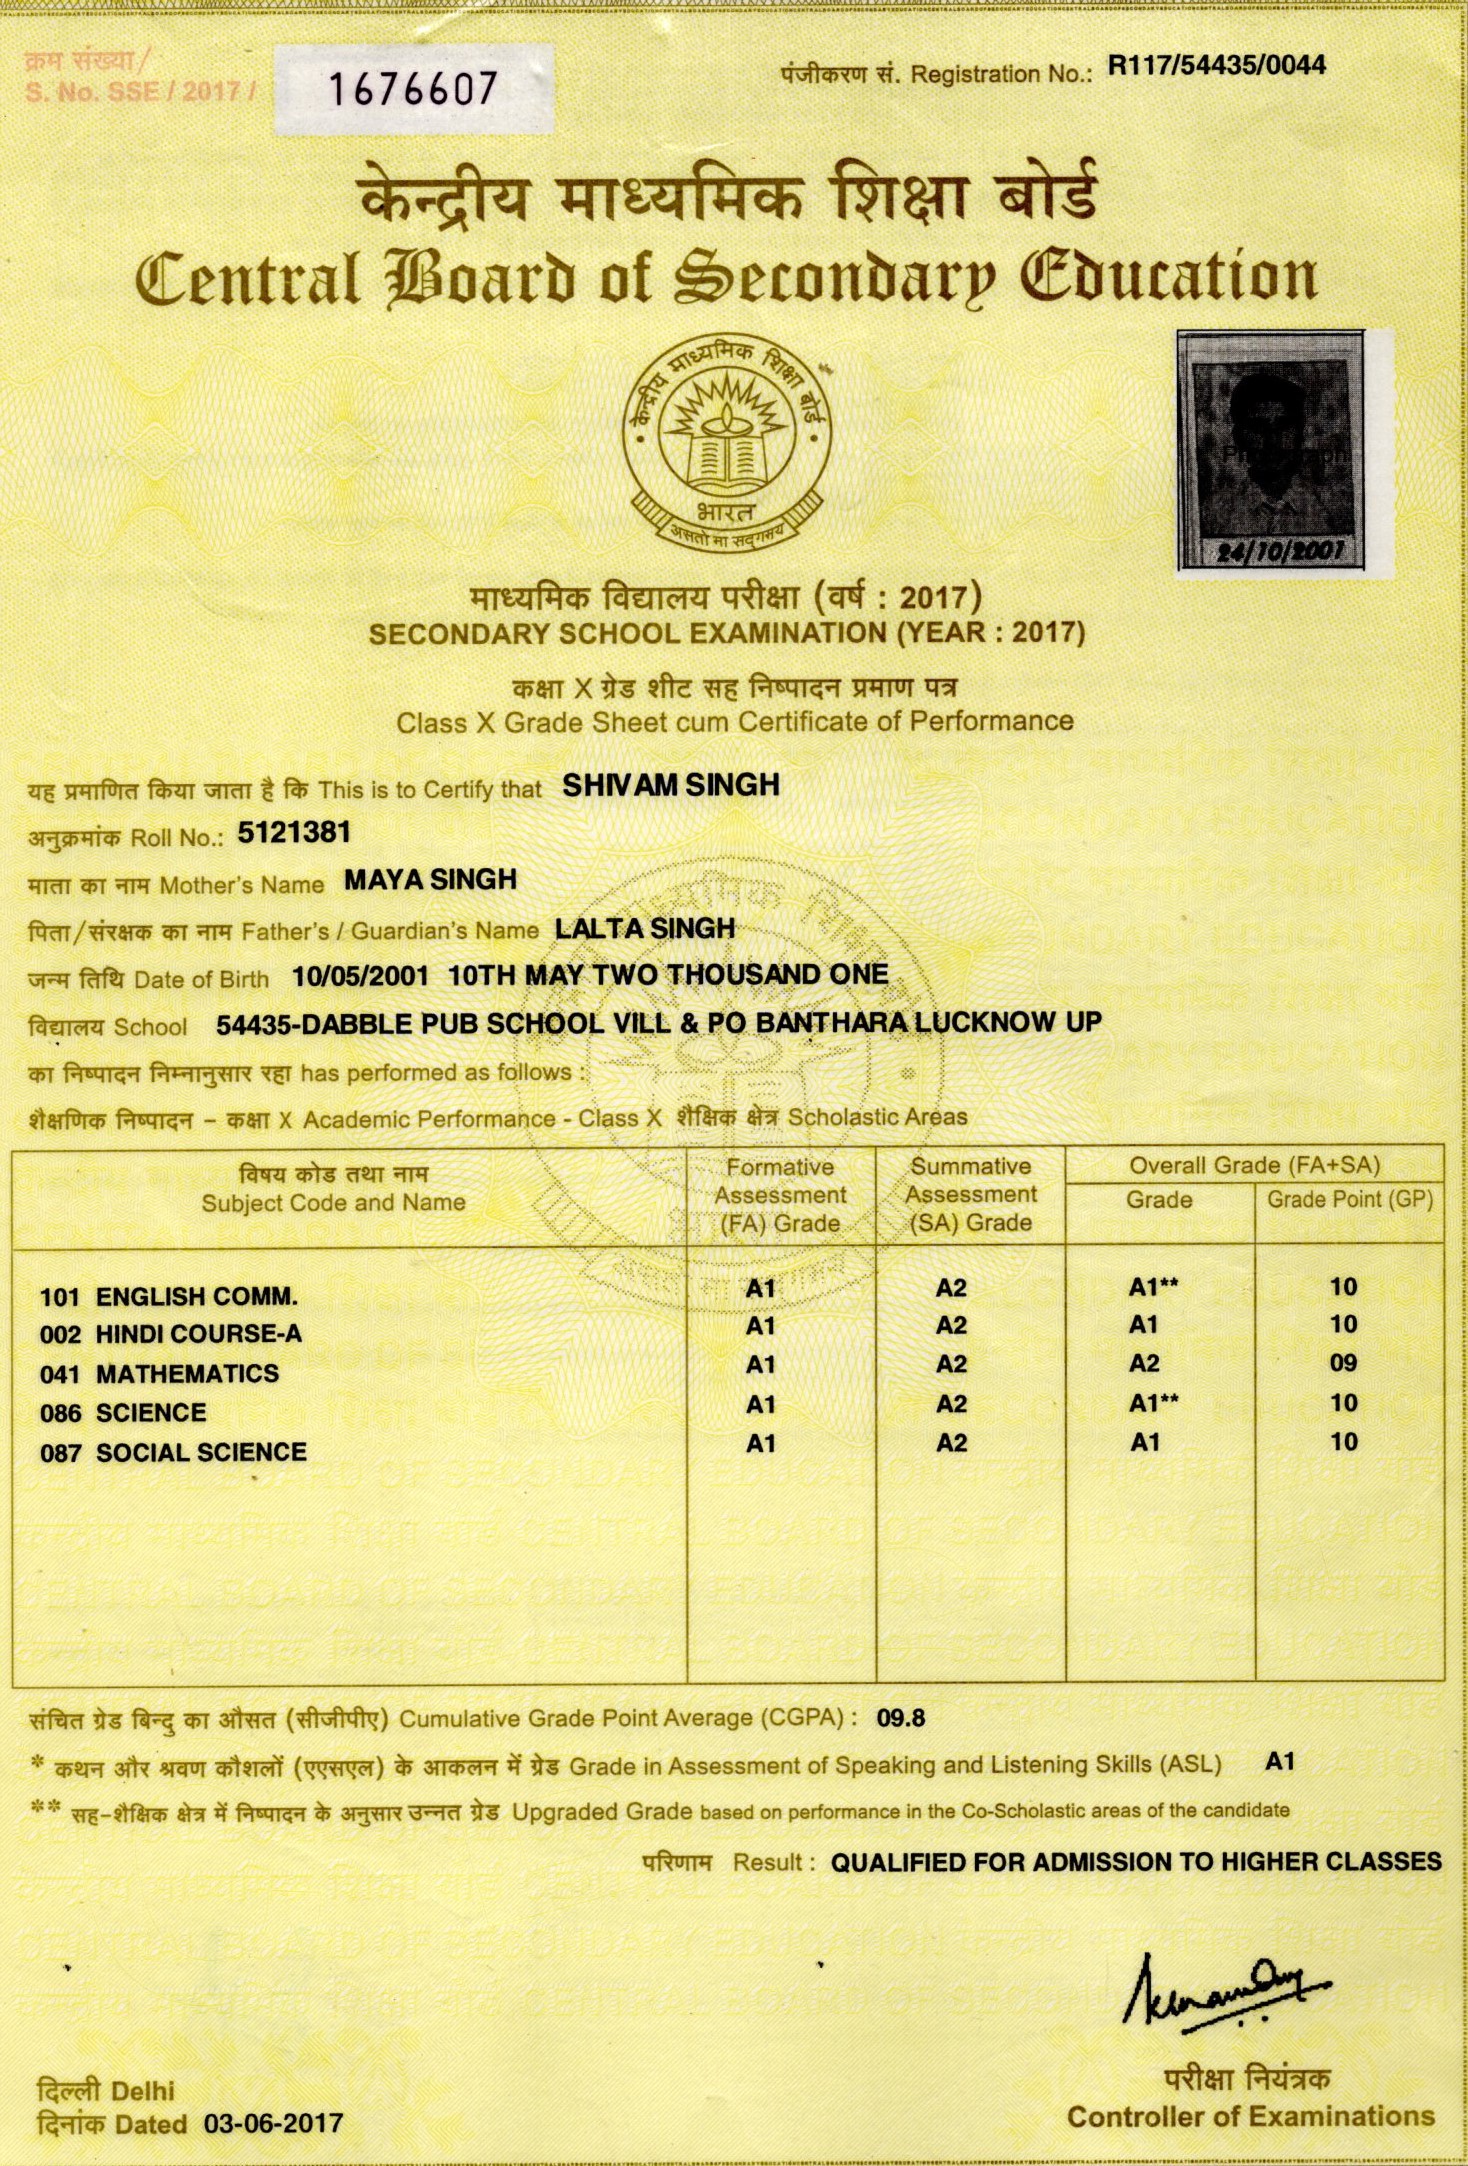 क्रम संख्या/
S. No. SSE / 2017 /
1676607
पंजीकरण सं. Registration No.: R117/54435/0044
केन्द्रीय माध्यमिक शिक्षा बोर्ड
Central Board of Secondary Education
केन्द्रीय माध्यमिक शिक्षा बोर्ड
भारत
असतो मा सद्गमय
24/10/2001
माध्यमिक विद्यालय परीक्षा (वर्ष : 2017)
SECONDARY SCHOOL EXAMINATION (YEAR : 2017)
कक्षा X ग्रेड शीट सह निष्पादन प्रमाण पत्र
Class X Grade Sheet cum Certificate of Performance
यह प्रमाणित किया जाता है कि This is to Certify that SHIVAM SINGH
अनुक्रमांक Roll No.: 5121381
माता का नाम Mother's Name MAYA SINGH
पिता/संरक्षक का नाम Father's / Guardian's Name LALTA SINGH
जन्म तिथि Date of Birth 10/05/2001 10TH MAY TWO THOUSAND ONE
विद्यालय School 54435-DABBLE PUB SCHOOL VILL & PO BANTHARA LUCKNOW UP
का निष्पादन निम्नानुसार रहा has performed as follows :
शैक्षणिक निष्पादन – कक्षा X Academic Performance - Class X शैक्षिक क्षेत्र Scholastic Areas
विषय कोड तथा नाम
Subject Code and Name
Formative
Assessment
(FA) Grade
Summative
Assessment
(SA) Grade
Overall Grade (FA+SA)
Grade Grade Point (GP)
101 ENGLISH COMM. A1 A2 A1** 10
002 HINDI COURSE-A A1 A2 A1 10
041 MATHEMATICS A1 A2 A2 09
086 SCIENCE A1 A2 A1** 10
087 SOCIAL SCIENCE A1 A2 A1 10
संचित ग्रेड बिन्दु का औसत (सीजीपीए) Cumulative Grade Point Average (CGPA) : 09.8
* कथन और श्रवण कौशलों (एएसएल) के आकलन में ग्रेड Grade in Assessment of Speaking and Listening Skills (ASL) A1
** सह-शैक्षिक क्षेत्र में निष्पादन के अनुसार उन्नत ग्रेड Upgraded Grade based on performance in the Co-Scholastic areas of the candidate
परिणाम Result : QUALIFIED FOR ADMISSION TO HIGHER CLASSES
दिल्ली Delhi
दिनांक Dated 03-06-2017
परीक्षा नियंत्रक
Controller of Examinations